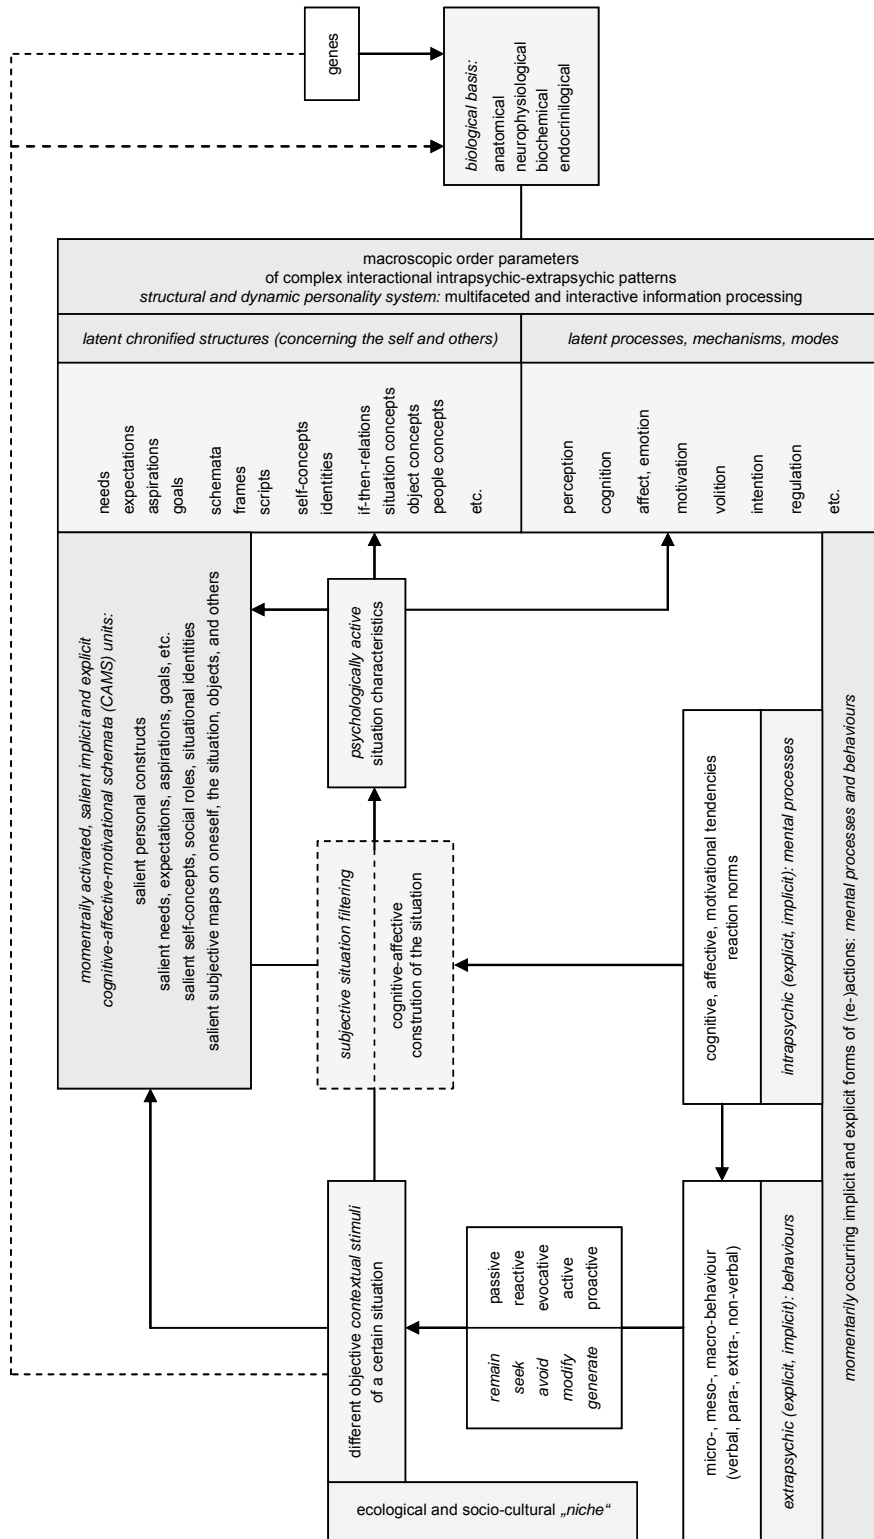 genes
biological basis:
anatomical
neurophysiological
biochemical
endocrinilogical
macroscopic order parameters
of complex interactional intrapsychic-extrapsychic patterns
structural and dynamic personality system: multifaceted and interactive information processing
latent chronified structures (concerning the self and others)
latent processes, mechanisms, modes
needs
expectations
aspirations
goals
schemata
frames
scripts
self-concepts
identities
if-then-relations
situation concepts
object concepts
people concepts
etc.
perception
cognition
affect, emotion
motivation
volition
intention
regulation
etc.
momentraily activated, salient implicit and explicit
cognitive-affective-motivational schemata (CAMS) units:
salient personal constructs
salient needs, expectations, aspirations, goals, etc.
salient self-concepts, social roles, situational identities
salient subjective maps on oneself, the situation, objects, and others
psychologically active
situation characteristics
subjective situation filtering
cognitive-affective
constrution of the situation
cognitive, affective, motivational tendencies
reaction norms
intrapsychic (explicit, implicit): mental processes
different objective contextual stimuli
of a certain situation
remain
seek
avoid
modify
generate
passive
reactive
evocative
active
proactive
micro-, meso-, macro-behaviour
(verbal, para-, extra-, non-verbal)
extrapsychic (explicit, implicit): behaviours
momentarily occurring implicit and explicit forms of (re-)actions: mental processes and behaviours
ecological and socio-cultural „niche“